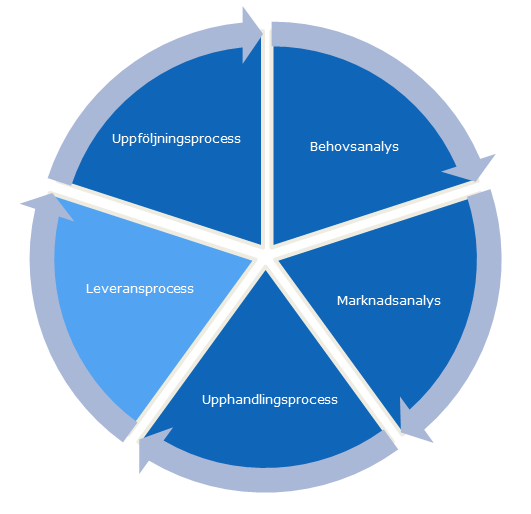 Uppföljningsprocess
Behovsanalys
Leveransprocess
Marknadsanalys
Upphandlingsprocess